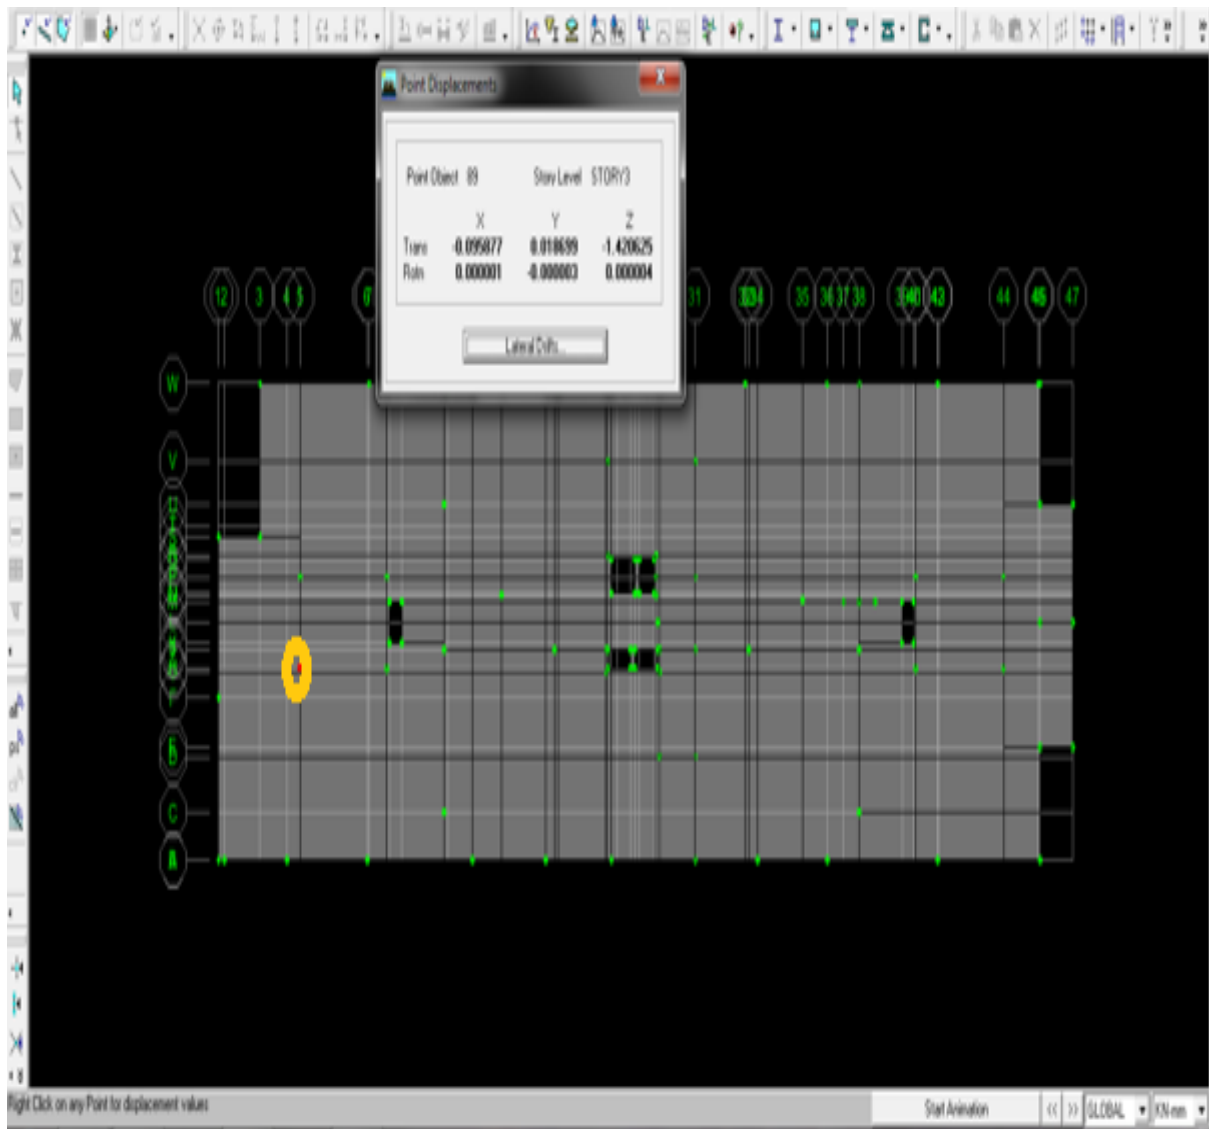 Point Displacements
Point Object 89 Story Level STORY3
X Y Z
Trans -0.095877 0.018699 -1.420625
Rotn 0.000001 -0.000003 0.000004
Lateral Drifts...
12 3 4 5 31 35 36 37 38 42 44 46 47
W
V
F
D
C
Right Click on any Point for displacement values
Start Animation << >> GLOBAL KN-mm